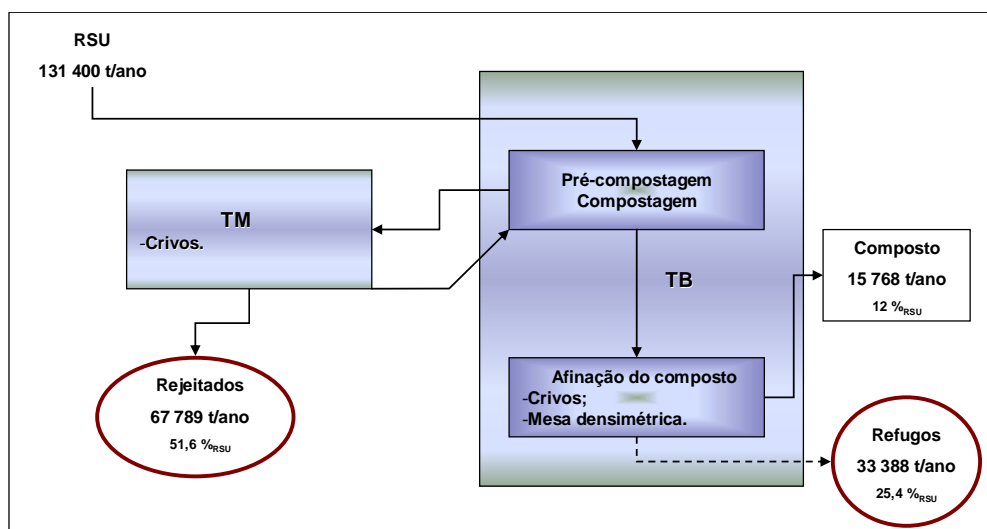 RSU
131 400 t/ano
Pré-compostagem
Compostagem
TM
-Crivos.
Composto
15 768 t/ano
12 %RSU
TB
Rejeitados
67 789 t/ano
51,6 %RSU
Afinação do composto
-Crivos;
-Mesa densimétrica.
Refugos
33 388 t/ano
25,4 %RSU